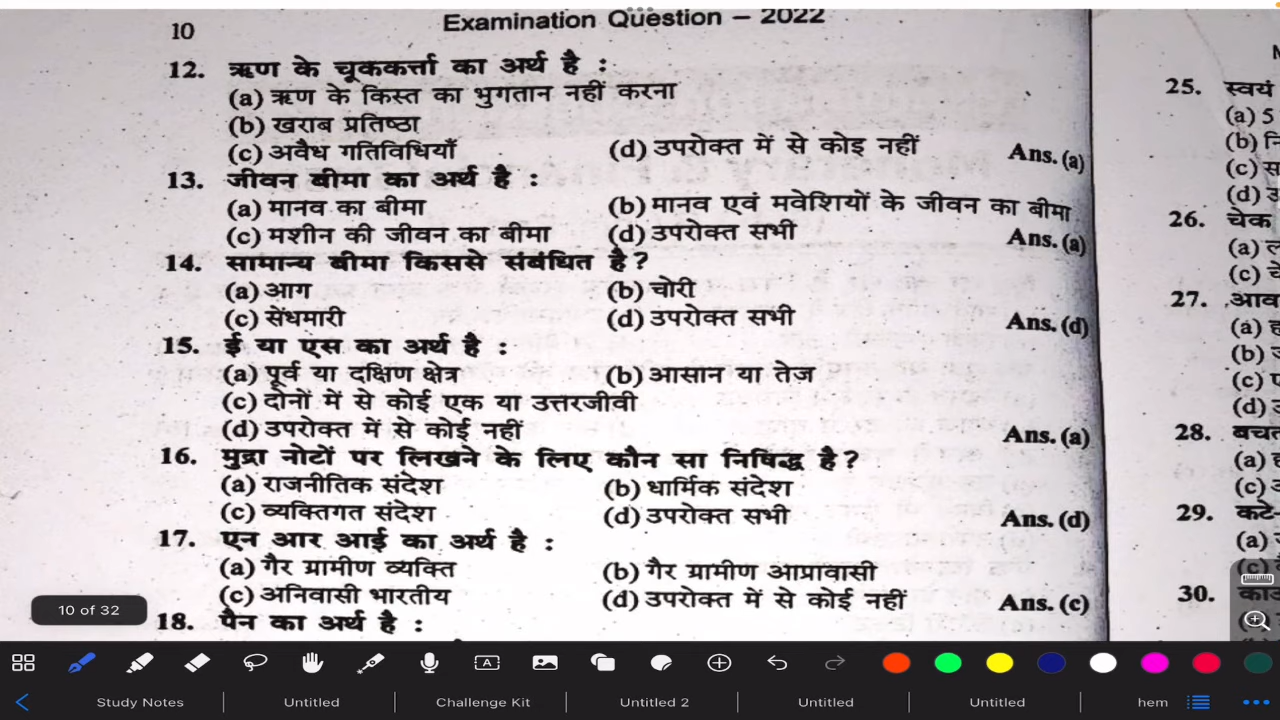 10
Examination Question – 2022
12. ऋण के चूककर्त्ता का अर्थ है :
(a) ऋण के किस्त का भुगतान नहीं करना
(b) खराब प्रतिष्ठा
(c) अवैध गतिविधियाँ (d) उपरोक्त में से कोइ नहीं Ans. (a)
13. जीवन बीमा का अर्थ है :
(a) मानव का बीमा (b) मानव एवं मवेशियों के जीवन का बीमा
(c) मशीन की जीवन का बीमा (d) उपरोक्त सभी Ans. (a)
14. सामान्य बीमा किससे संबंधित है?
(a) आग (b) चोरी
(c) सेंधमारी (d) उपरोक्त सभी Ans. (d)
15. ई या एस का अर्थ है :
(a) पूर्व या दक्षिण क्षेत्र (b) आसान या तेज
(c) दोनों में से कोई एक या उत्तरजीवी
(d) उपरोक्त में से कोई नहीं Ans. (a)
16. मुद्रा नोटों पर लिखने के लिए कौन सा निषिद्ध है?
(a) राजनीतिक संदेश (b) धार्मिक संदेश
(c) व्यक्तिगत संदेश (d) उपरोक्त सभी Ans. (d)
17. एन आर आई का अर्थ है :
(a) गैर ग्रामीण व्यक्ति (b) गैर ग्रामीण आप्रावासी
(c) अनिवासी भारतीय (d) उपरोक्त में से कोई नहीं Ans. (c)
18. पैन का अर्थ है :
25. स्वयं
(a) 5
(b)
(c)
(d)
26. चेक
(a)
(c)
27.
(a)
(b)
(c)
(d)
28.
(a)
(c)
29.
(a)
(c)
30.
10 of 32
A
Study Notes Untitled Challenge Kit Untitled 2 Untitled Untitled hem